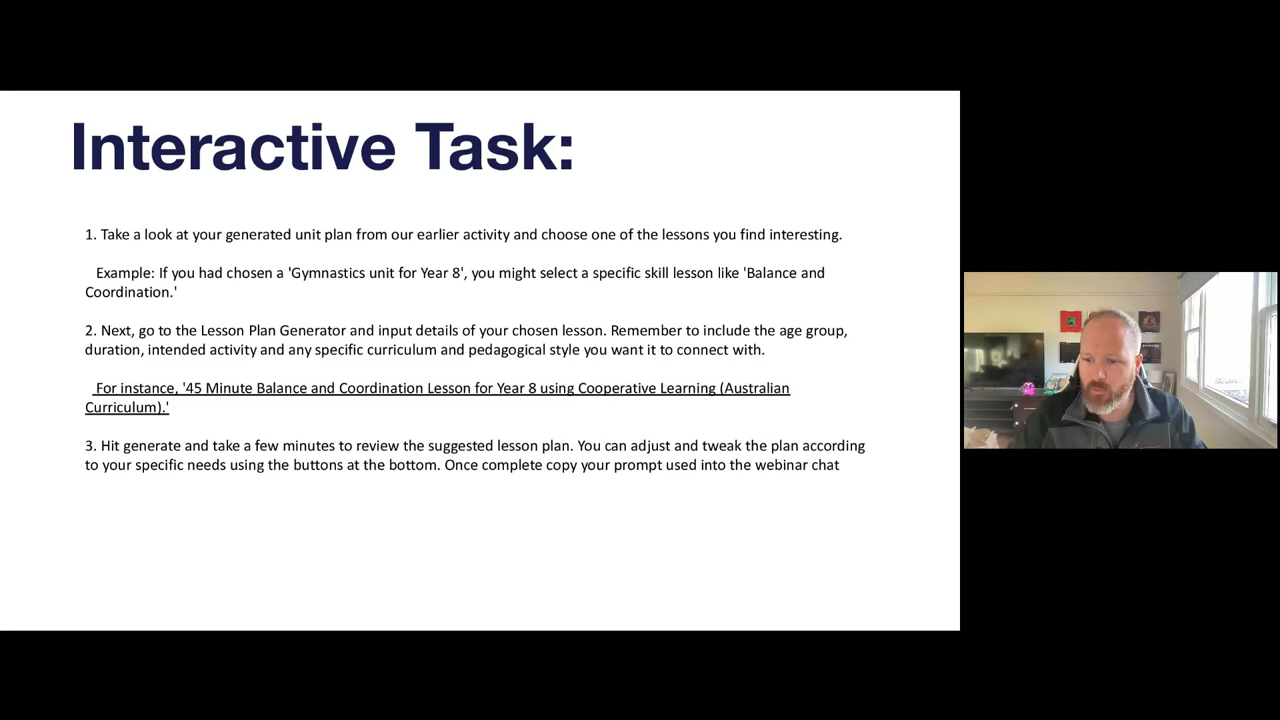 Interactive Task:
1. Take a look at your generated unit plan from our earlier activity and choose one of the lessons you find interesting.
Example: If you had chosen a 'Gymnastics unit for Year 8', you might select a specific skill lesson like 'Balance and
Coordination.'
2. Next, go to the Lesson Plan Generator and input details of your chosen lesson. Remember to include the age group,
duration, intended activity and any specific curriculum and pedagogical style you want it to connect with.
For instance, '45 Minute Balance and Coordination Lesson for Year 8 using Cooperative Learning (Australian
Curriculum).'
3. Hit generate and take a few minutes to review the suggested lesson plan. You can adjust and tweak the plan according
to your specific needs using the buttons at the bottom. Once complete copy your prompt used into the webinar chat